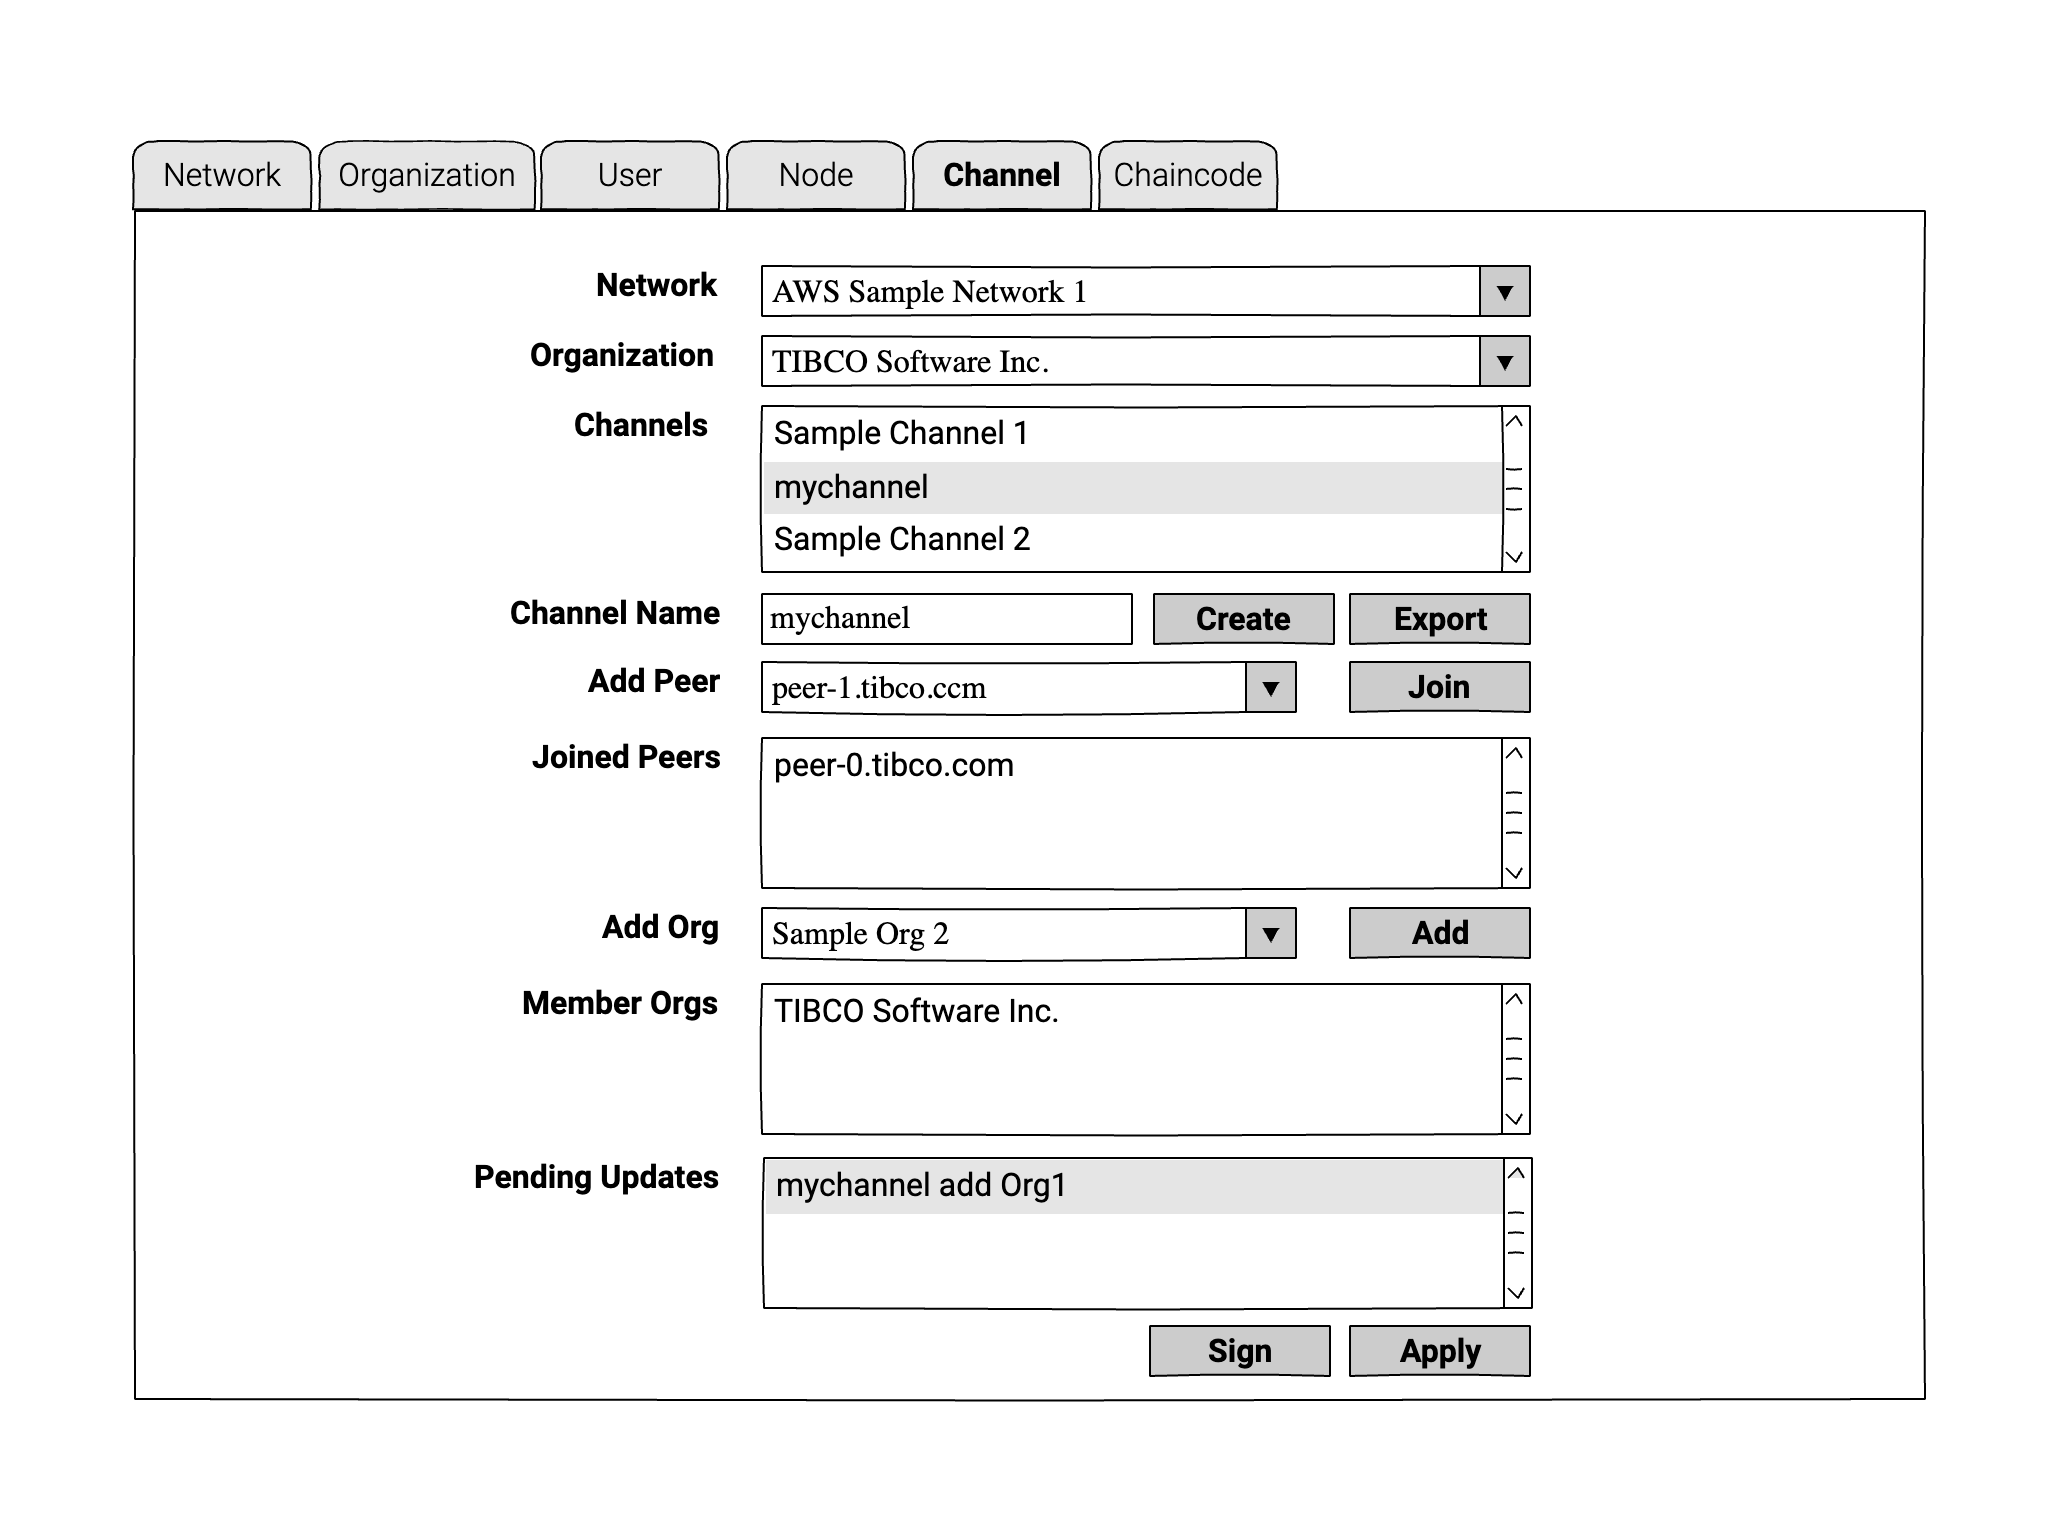 Network Organization User Node Channel Chaincode
Network AWS Sample Network 1
Organization TIBCO Software Inc.
Channels Sample Channel 1
mychannel
Sample Channel 2
Channel Name mychannel Create Export
Add Peer peer-1.tibco.ccm Join
Joined Peers peer-0.tibco.com
Add Org Sample Org 2 Add
Member Orgs TIBCO Software Inc.
Pending Updates mychannel add Org1
Sign Apply